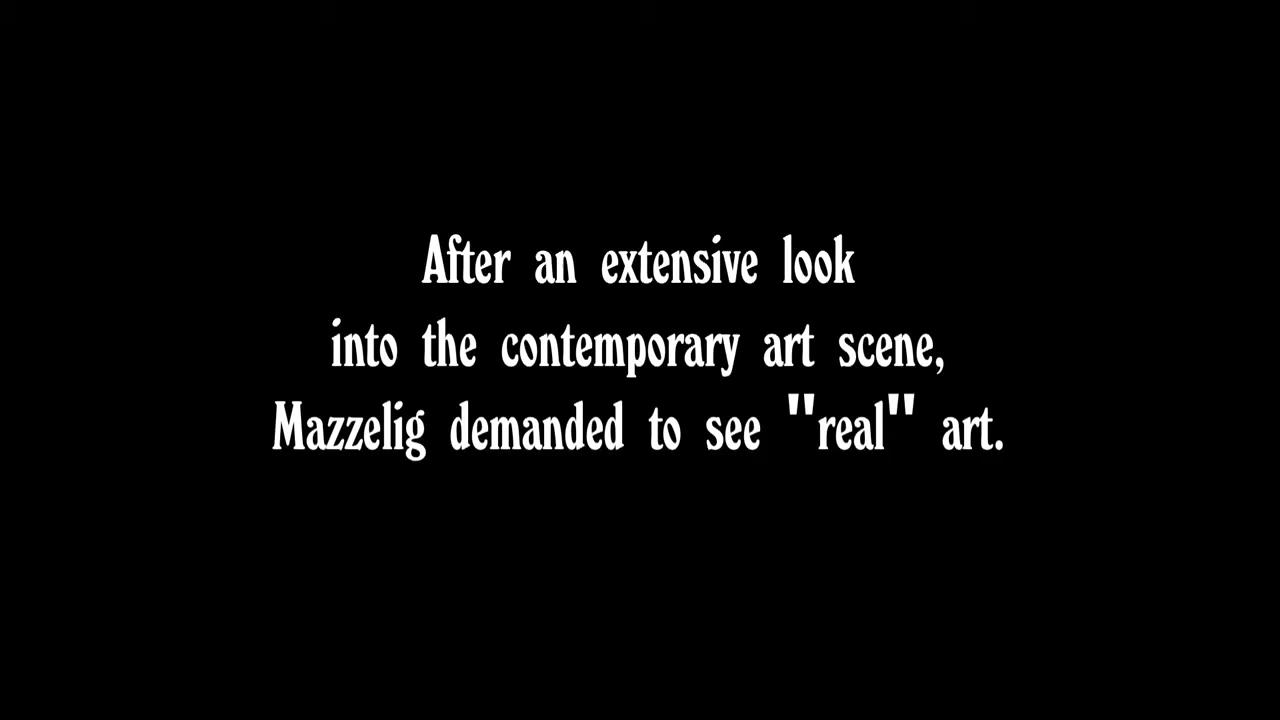 After an extensive look
into the contemporary art scene,
Mazzelig demanded to see "real" art.